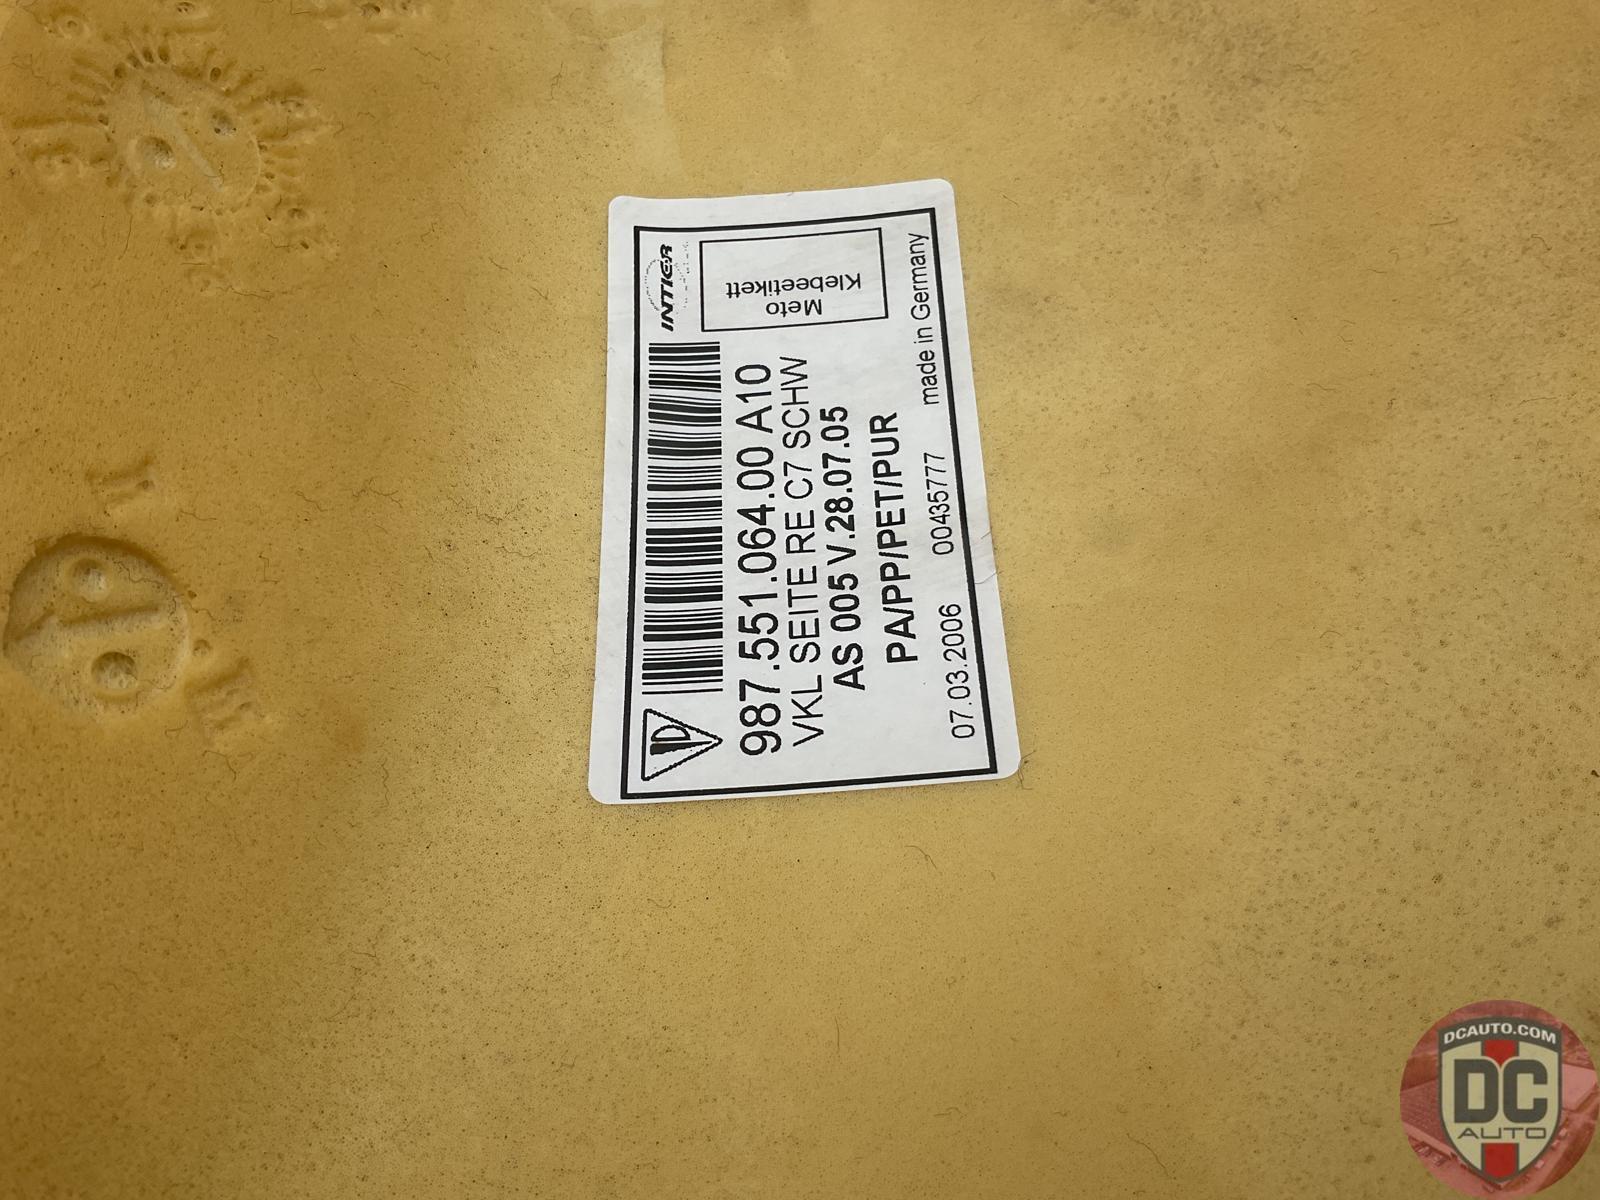 INTIER
Meto
Klebeetikett
987.551.064.00 A10
VKL SEITE RE C7 SCHW
AS 005 V.28.07.05
PA/PP/PET/PUR
07.03.2006 00435777 made in Germany
DCAUTO.COM
DC
AUTO